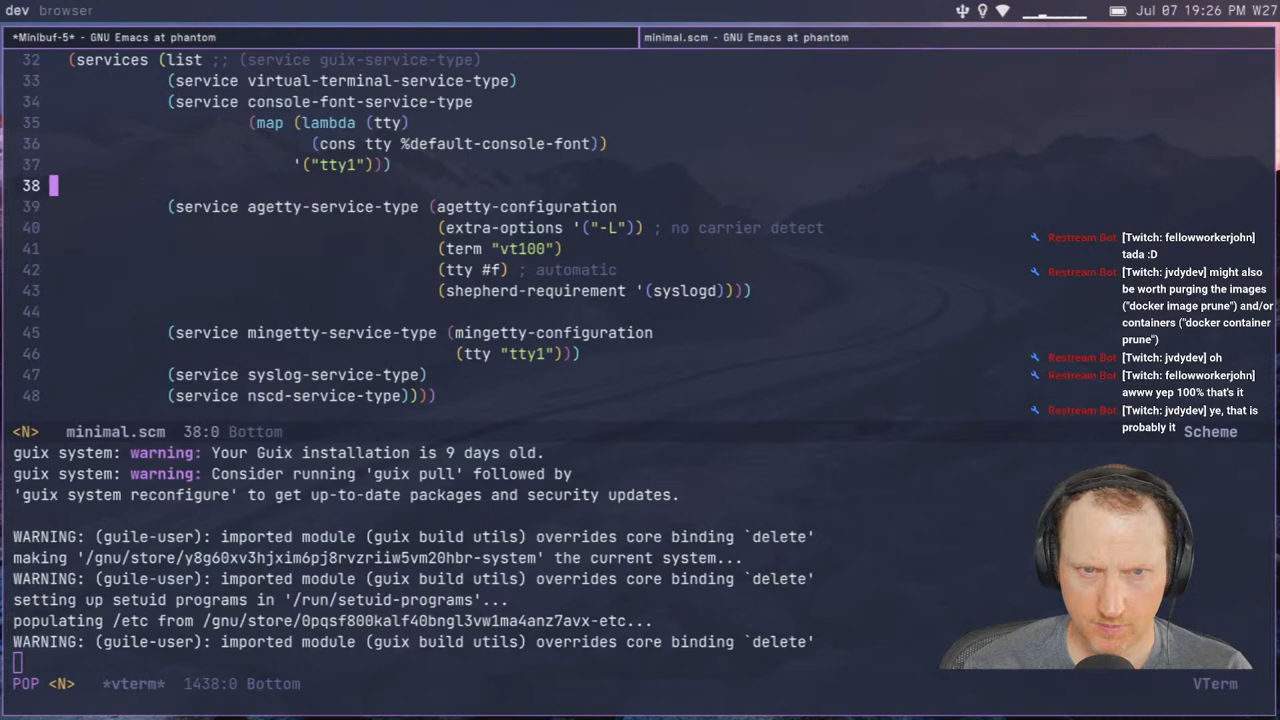 dev browser
Jul 07 19:26 PM W27
*Minibuf-5* - GNU Emacs at phantom
minimal.scm - GNU Emacs at phantom
32 (services (list ;; (service guix-service-type)
33 (service virtual-terminal-service-type)
34 (service console-font-service-type
35 (map (lambda (tty)
36 (cons tty %default-console-font))
37 '("tty1")))
38
39 (service agetty-service-type (agetty-configuration
40 (extra-options '("-L")) ; no carrier detect
41 (term "vt100")
42 (tty #f) ; automatic
43 (shepherd-requirement '(syslogd))))
44
45 (service mingetty-service-type (mingetty-configuration
46 (tty "tty1")))
47 (service syslog-service-type)
48 (service nscd-service-type))))
<N> minimal.scm 38:0 Bottom Scheme
guix system: warning: Your Guix installation is 9 days old.
guix system: warning: Consider running 'guix pull' followed by
'guix system reconfigure' to get up-to-date packages and security updates.
WARNING: (guile-user): imported module (guix build utils) overrides core binding `delete'
making '/gnu/store/y8g60xv3hjxim6pj8rvzriiw5vm20hbr-system' the current system...
WARNING: (guile-user): imported module (guix build utils) overrides core binding `delete'
setting up setuid programs in '/run/setuid-programs'...
populating /etc from /gnu/store/0pqsf800kalf40bngl3vw1ma4anz7avx-etc...
WARNING: (guile-user): imported module (guix build utils) overrides core binding `delete'
POP <N> *vterm* 1438:0 Bottom VTerm
Restream Bot [Twitch: fellowworkerjohn]
tada :D
Restream Bot [Twitch: jvdydev] might also
be worth purging the images
("docker image prune") and/or
containers ("docker container
prune")
Restream Bot [Twitch: jvdydev] oh
Restream Bot [Twitch: fellowworkerjohn]
awww yep 100% that's it
Restream Bot [Twitch: jvdydev] ye, that is
probably it